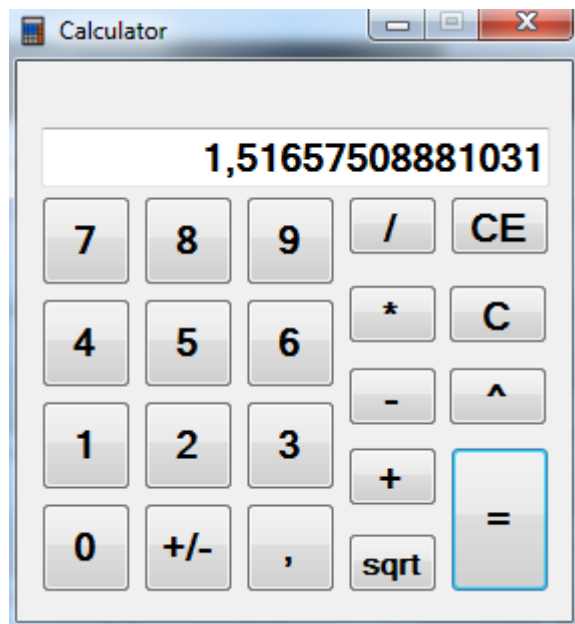 Calculator
1,51657508881031
7 8 9 / CE
4 5 6 * C
1 2 3 - ^
0 +/- , + =
sqrt